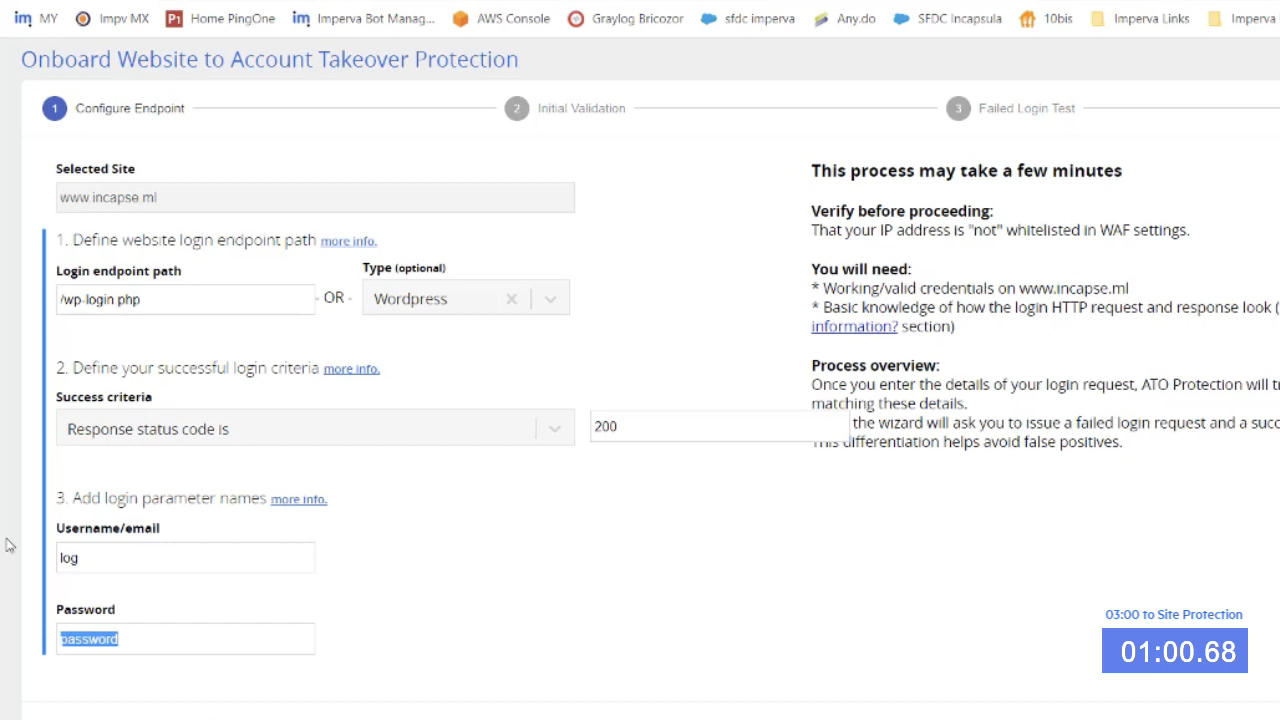 im MY Impv MX P1 Home PingOne im Imperva Bot Manag... AWS Console Graylog Bricozor sfdc imperva Any.do SFDC Incapsula 10bis Imperva Links Imperva
Onboard Website to Account Takeover Protection
1 Configure Endpoint 2 Initial Validation 3 Failed Login Test
Selected Site
www.incapse.ml
1. Define website login endpoint path more info.
Login endpoint path Type (optional)
/wp-login.php - OR - Wordpress
2. Define your successful login criteria more info.
Success criteria
Response status code is 200
3. Add login parameter names more info.
Username/email
log
Password
password
This process may take a few minutes
Verify before proceeding:
That your IP address is "not" whitelisted in WAF settings.
You will need:
* Working/valid credentials on www.incapse.ml
* Basic knowledge of how the login HTTP request and response look (
information? section)
Process overview:
Once you enter the details of your login request, ATO Protection will t
matching these details.
the wizard will ask you to issue a failed login request and a succ
This differentiation helps avoid false positives.
03:00 to Site Protection
01:00.68